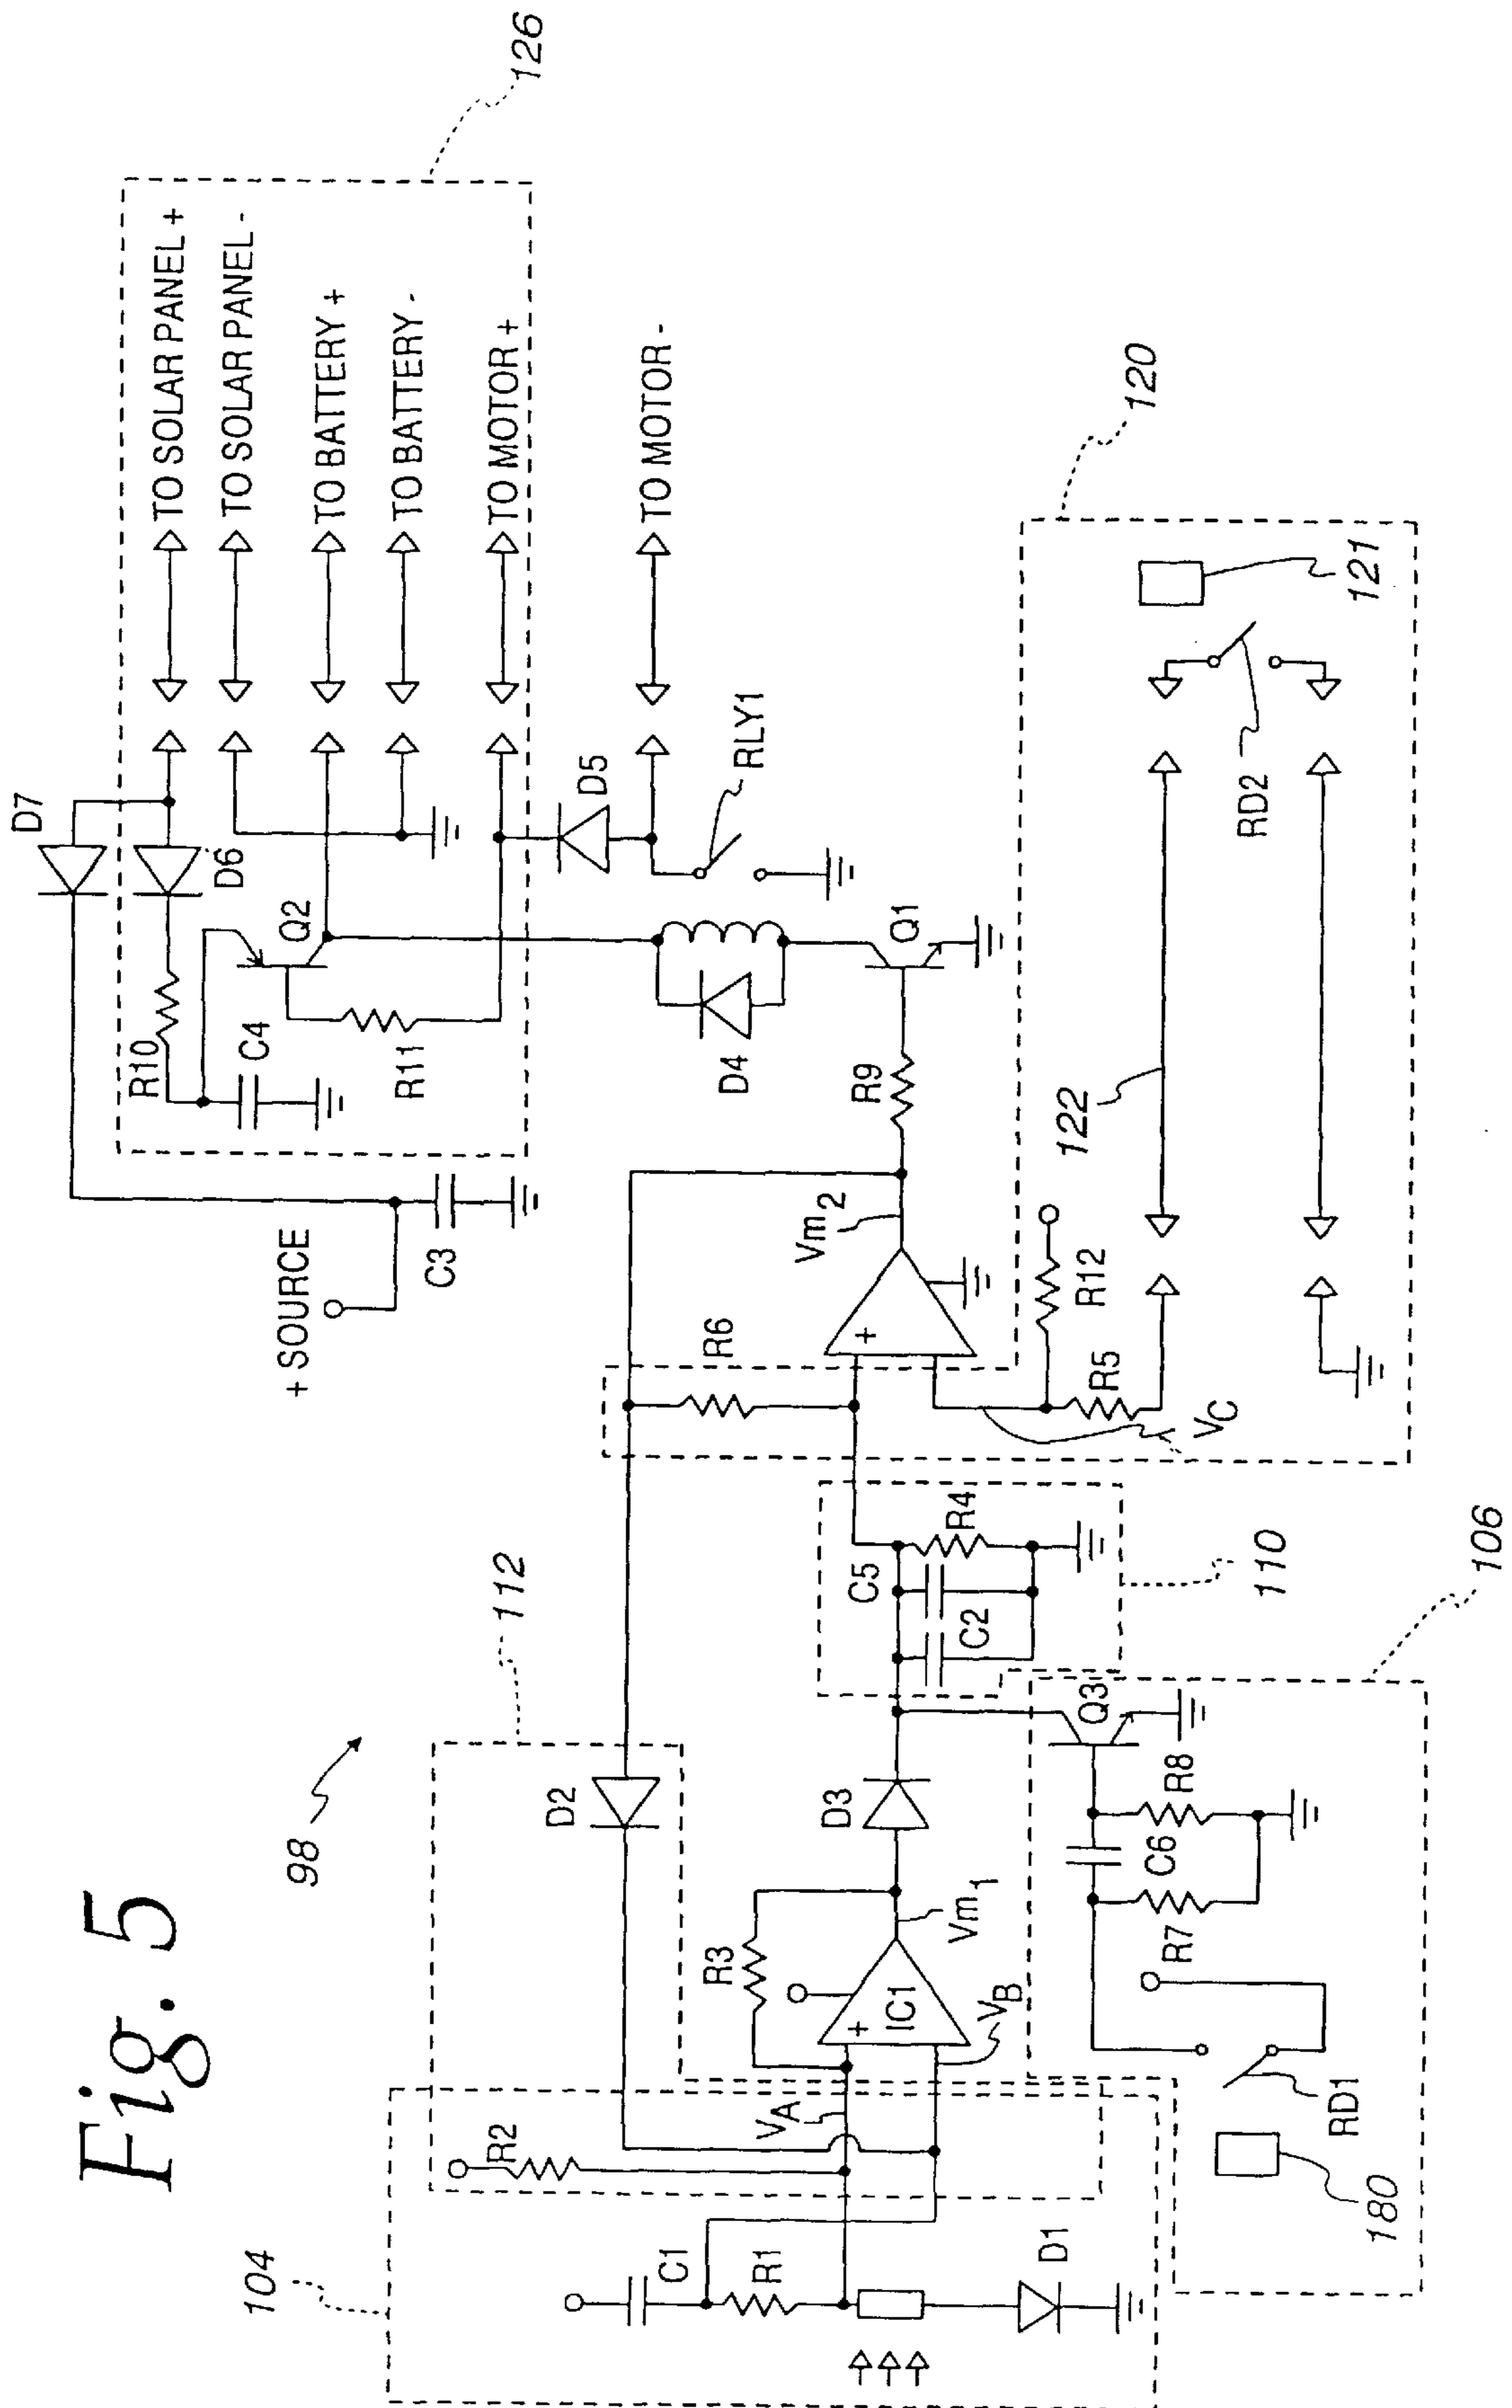 Fig. 5
98
104
112
126
+ SOURCE
D7
D6
R10
C4
Q2
R11
C3
TO SOLAR PANEL +
TO SOLAR PANEL -
TO BATTERY +
TO BATTERY -
TO MOTOR +
TO MOTOR -
D5
RLY1
D4
Q1
R9
Vm2
+
R6
R12
R5
VC
120
121
122
RD2
D2
R2
C1
R1
D1
VA
VB
R3
+
IC1
Vm1
D3
C5
R4
C2
110
106
Q3
R8
C6
R7
RD1
180